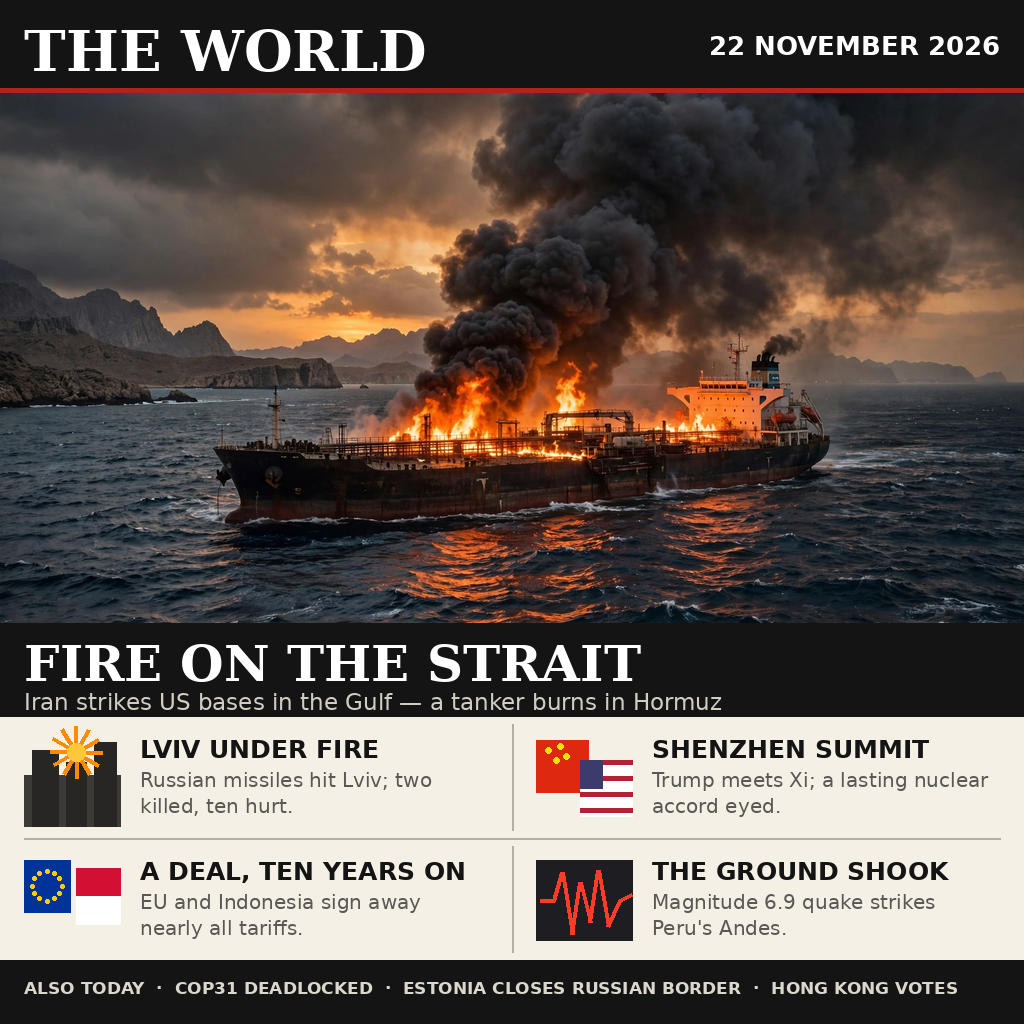 THE WORLD
22 NOVEMBER 2026
FIRE ON THE STRAIT
Iran strikes US bases in the Gulf — a tanker burns in Hormuz
LVIV UNDER FIRE
Russian missiles hit Lviv; two
killed, ten hurt.
SHENZHEN SUMMIT
Trump meets Xi; a lasting nuclear
accord eyed.
A DEAL, TEN YEARS ON
EU and Indonesia sign away
nearly all tariffs.
THE GROUND SHOOK
Magnitude 6.9 quake strikes
Peru's Andes.
ALSO TODAY · COP31 DEADLOCKED · ESTONIA CLOSES RUSSIAN BORDER · HONG KONG VOTES